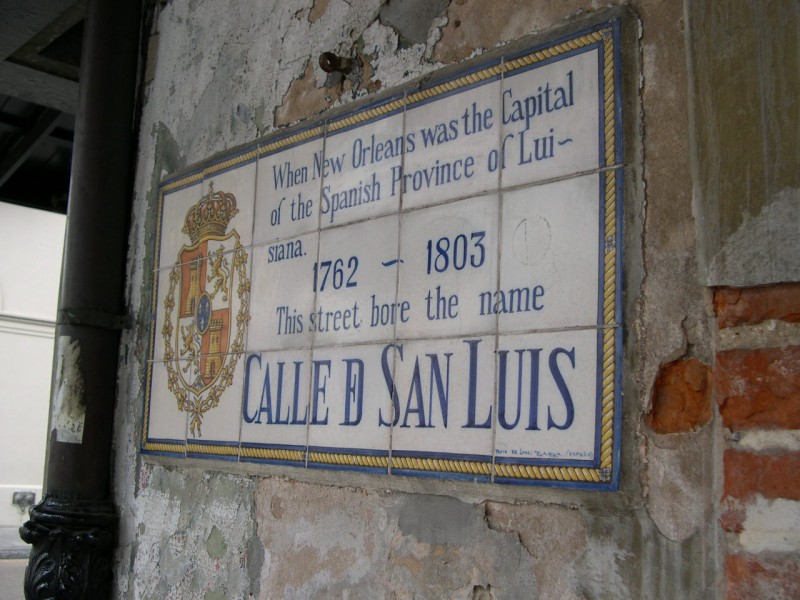 When New Orleans was the Capital
of the Spanish Province of Lui~
siana.
1762 ~ 1803
This street bore the name
CALLE D SAN LUIS